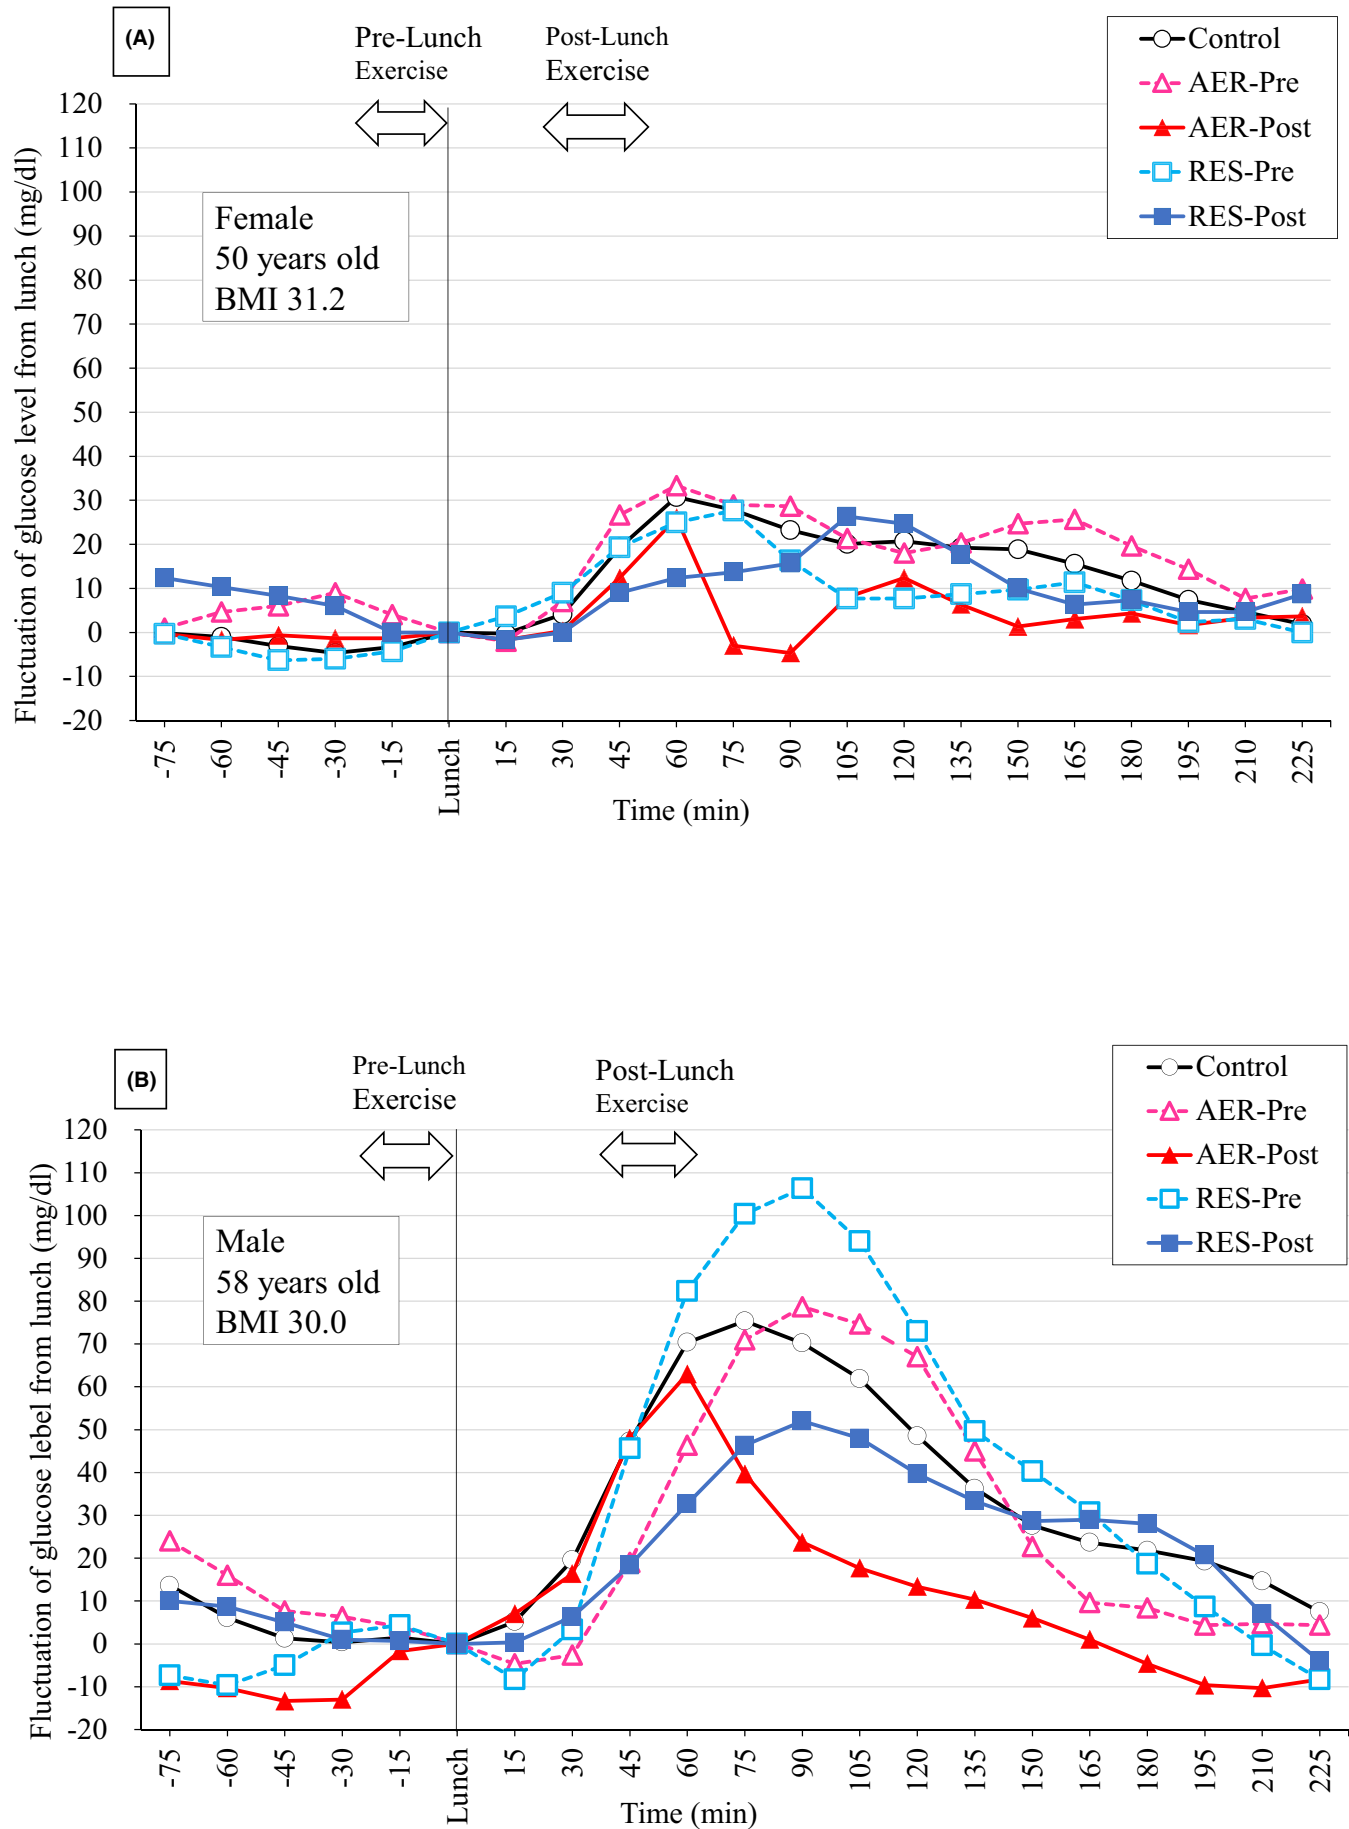 (A)
Pre-Lunch
Exercise
Post-Lunch
Exercise
Control
AER-Pre
AER-Post
RES-Pre
RES-Post
Female
50 years old
BMI 31.2
Fluctuation of glucose level from lunch (mg/dl)
120
110
100
90
80
70
60
50
40
30
20
10
0
-10
-20
-75
-60
-45
-30
-15
Lunch
15
30
45
60
75
90
105
120
135
150
165
180
195
210
225
Time (min)
(B)
Pre-Lunch
Exercise
Post-Lunch
Exercise
Control
AER-Pre
AER-Post
RES-Pre
RES-Post
Male
58 years old
BMI 30.0
Fluctuation of glucose lebel from lunch (mg/dl)
120
110
100
90
80
70
60
50
40
30
20
10
0
-10
-20
-75
-60
-45
-30
-15
Lunch
15
30
45
60
75
90
105
120
135
150
165
180
195
210
225
Time (min)